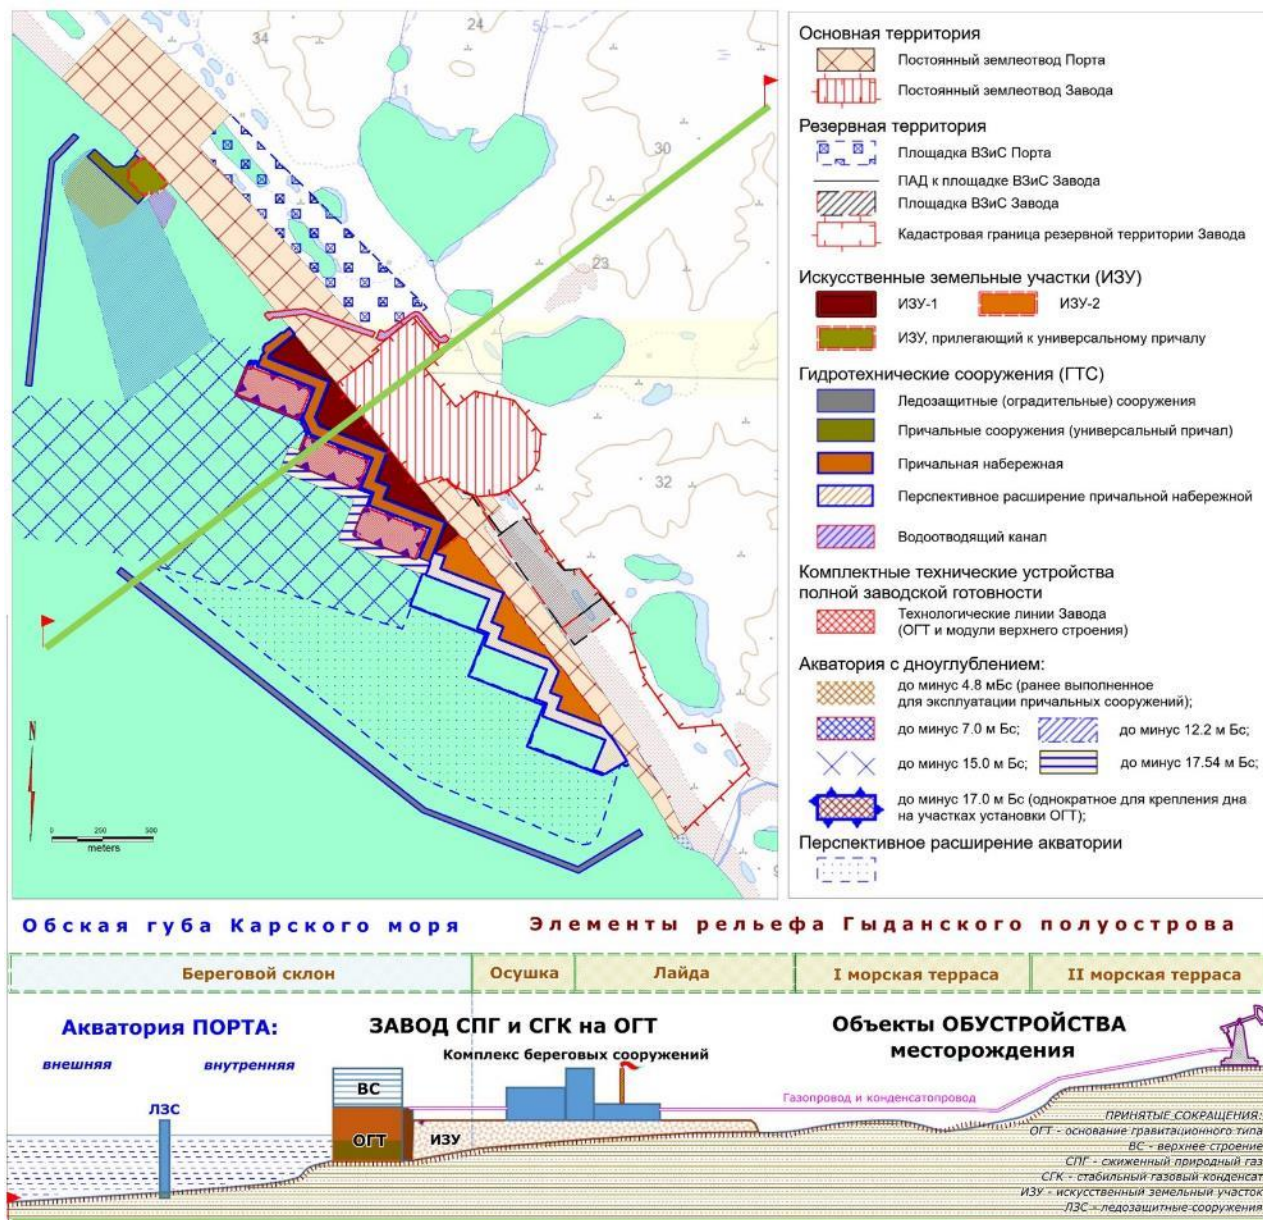 34
24
30
23
32
N
0 200 300
meters
Основная территория
Постоянный землеотвод Порта
Постоянный землеотвод Завода
Резервная территория
Площадка ВЗиС Порта
ПАД к площадке ВЗиС Завода
Площадка ВЗиС Завода
Кадастровая граница резервной территории Завода
Искусственные земельные участки (ИЗУ)
ИЗУ-1 ИЗУ-2
ИЗУ, прилегающий к универсальному причалу
Гидротехнические сооружения (ГТС)
Ледозащитные (оградительные) сооружения
Причальные сооружения (универсальный причал)
Причальная набережная
Перспективное расширение причальной набережной
Водоотводящий канал
Комплектные технические устройства
полной заводской готовности
Технологические линии Завода
(ОГТ и модули верхнего строения)
Акватория с дноуглублением:
до минус 4.8 мБс (ранее выполненное
для эксплуатации причальных сооружений);
до минус 7.0 м Бс; до минус 12.2 м Бс;
до минус 15.0 м Бс; до минус 17.54 м Бс;
до минус 17.0 м Бс (однократное для крепления дна
на участках установки ОГТ);
Перспективное расширение акватории
Обская губа Карского моря Элементы рельефа Гыданского полуострова
Береговой склон Осушка Лайда I морская терраса II морская терраса
Акватория ПОРТА: ЗАВОД СПГ и СГК на ОГТ Объекты ОБУСТРОЙСТВА
месторождения
внешняя внутренняя Комплекс береговых сооружений
ВС
Газопровод и конденсатопровод
ЛЗС
ОГТ ИЗУ
ПРИНЯТЫЕ СОКРАЩЕНИЯ:
ОГТ - основание гравитационного типа
ВС - верхнее строение
СПГ - сжиженный природный газ
СГК - стабильный газовый конденсат
ИЗУ - искусственный земельный участок
ЛЗС - ледозащитные сооружения